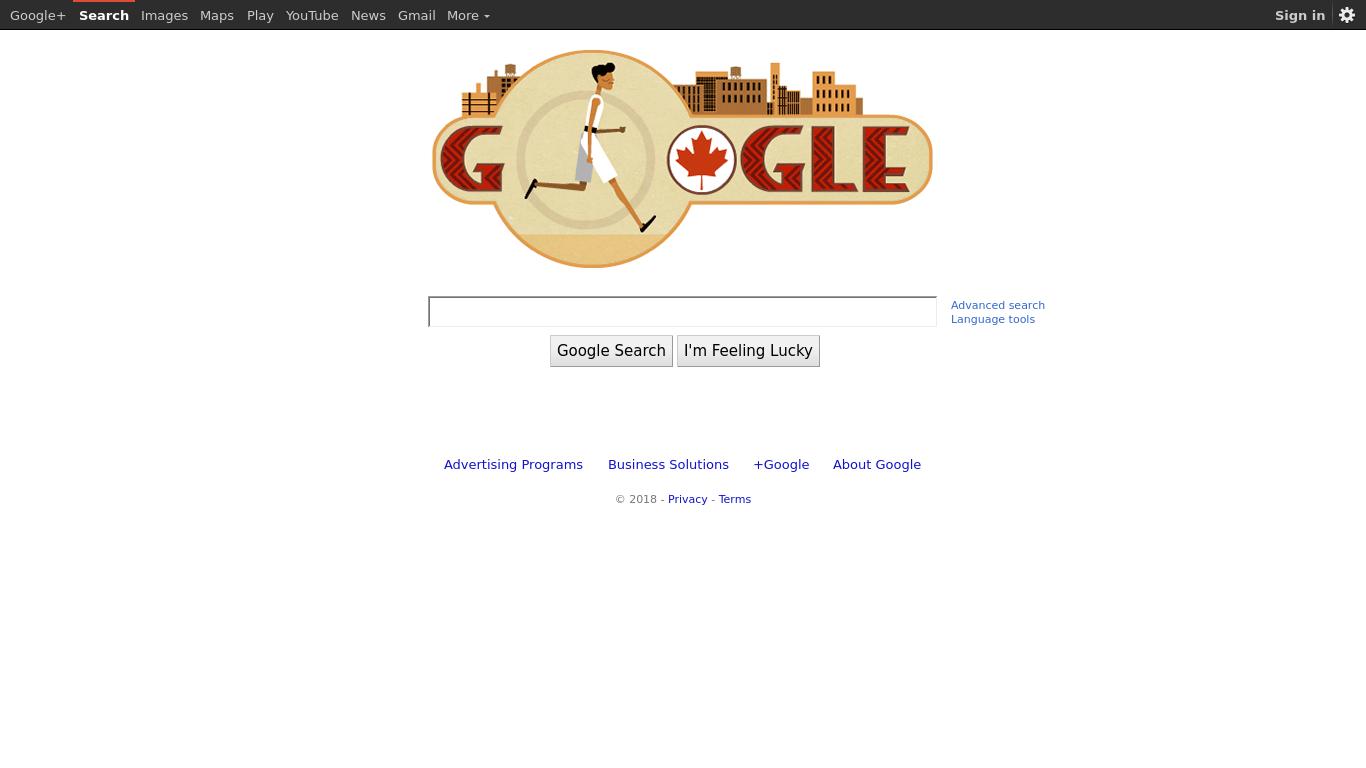 Google+ Search Images Maps Play YouTube News Gmail More Sign in
G GLE
Advanced search
Language tools
Google Search I'm Feeling Lucky
Advertising Programs Business Solutions +Google About Google
© 2018 - Privacy - Terms